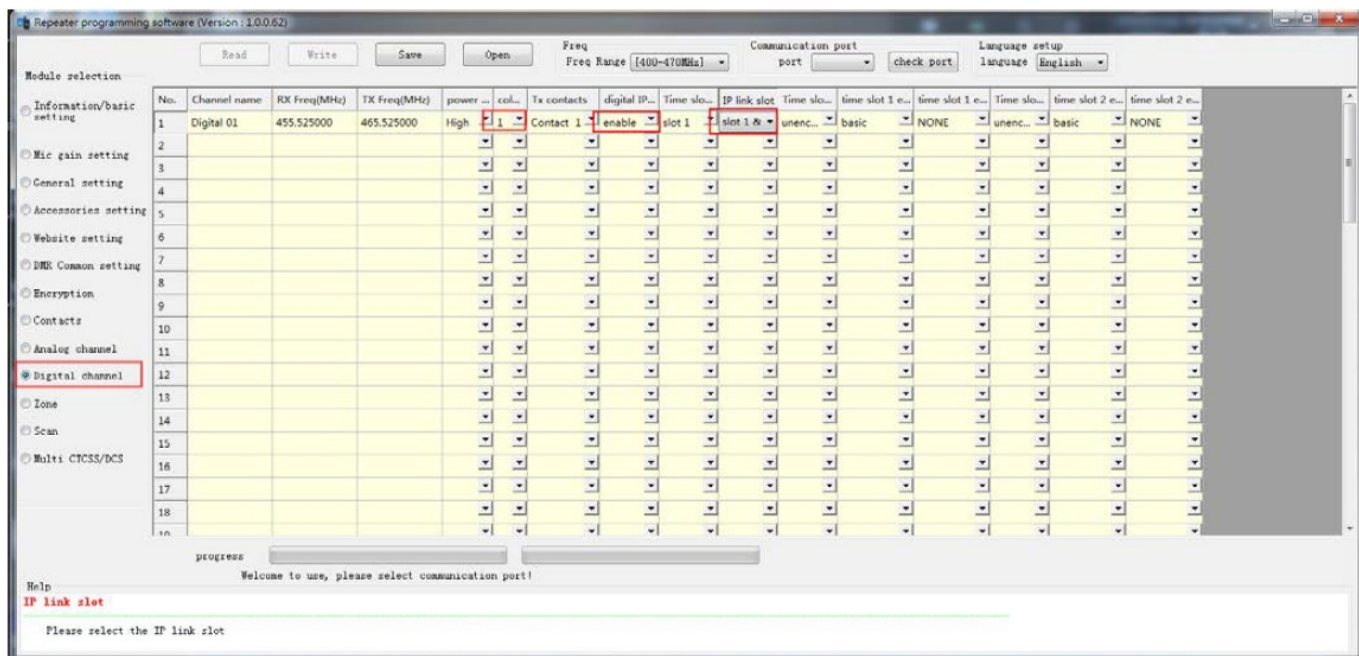 Repeater programming software (Version : 1.0.0.62)
Read Write Save Open
Freq
Freq Range [400-470MHz]
Communication port
port check port
Language setup
language English
Module selection
Information/basic setting
Mic gain setting
General setting
Accessories setting
Website setting
DMR Common setting
Encryption
Contacts
Analog channel
Digital channel
Zone
Scan
Multi CTCSS/DCS
No. Channel name RX Freq(MHz) TX Freq(MHz) power ... col... Tx contacts digital IP... Time slo... IP link slot Time slo... time slot 1 e... time slot 1 e... Time slo... time slot 2 e... time slot 2 e...
1 Digital 01 455.525000 465.525000 High 1 Contact 1 enable slot 1 slot 1 & unenc... basic NONE unenc... basic NONE
2
3
4
5
6
7
8
9
10
11
12
13
14
15
16
17
18
19
progress
Welcome to use, please select communication port!
Help
IP link slot
Please select the IP link slot